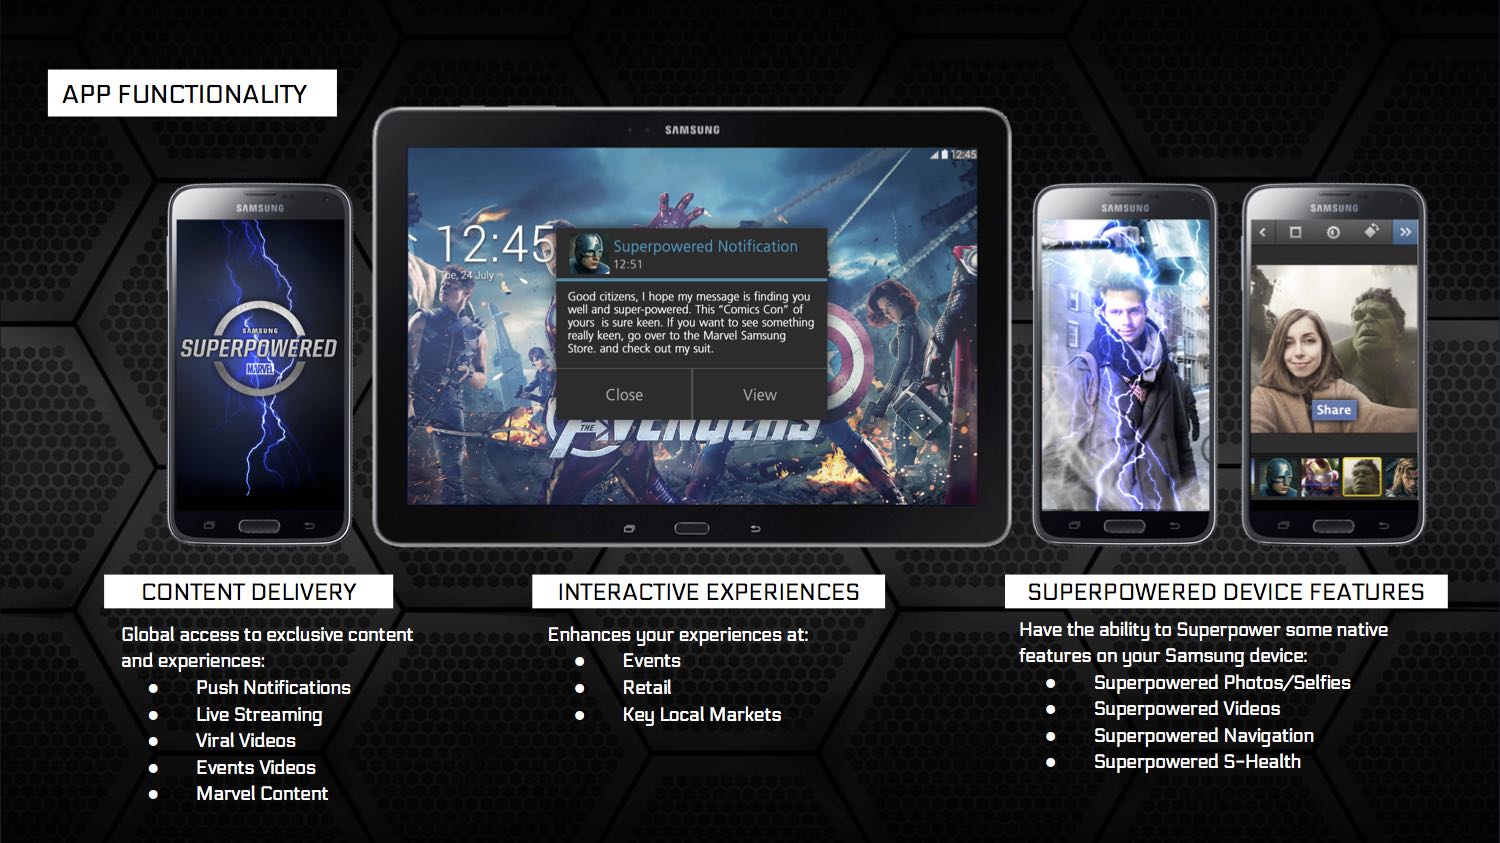 APP FUNCTIONALITY
SAMSUNG
SAMSUNG
SUPERPOWERED
MARVEL
SAMSUNG
12:45
12:45
Tue, 24 July
Superpowered Notification
12:51
Good citizens, I hope my message is finding you
well and super-powered. This "Comics Con" of
yours is sure keen. If you want to see something
really keen, go over to the Marvel Samsung
Store. and check out my suit.
Close
View
THE AVENGERS
SAMSUNG
SAMSUNG
Share
CONTENT DELIVERY
Global access to exclusive content
and experiences:
● Push Notifications
● Live Streaming
● Viral Videos
● Events Videos
● Marvel Content
INTERACTIVE EXPERIENCES
Enhances your experiences at:
● Events
● Retail
● Key Local Markets
SUPERPOWERED DEVICE FEATURES
Have the ability to Superpower some native
features on your Samsung device:
● Superpowered Photos/Selfies
● Superpowered Videos
● Superpowered Navigation
● Superpowered S-Health